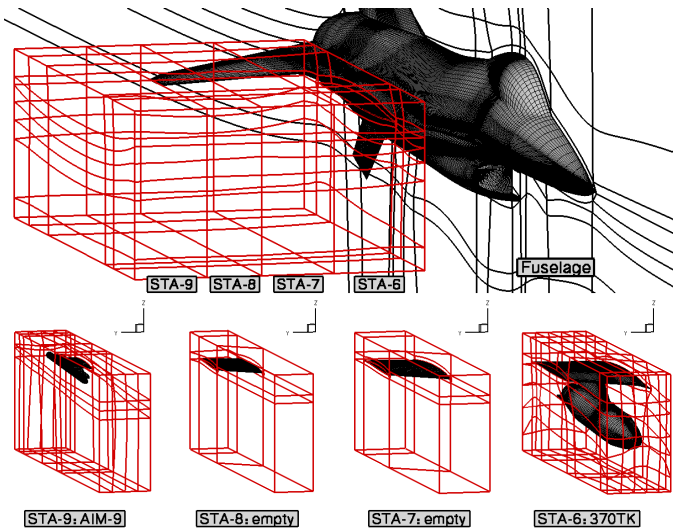 STA-9
STA-8
STA-7
STA-6
Fuselage
Z
Y
Z
Y
Z
Y
Z
Y
STA-9: AIM-9
STA-8: empty
STA-7: empty
STA-6: 370TK